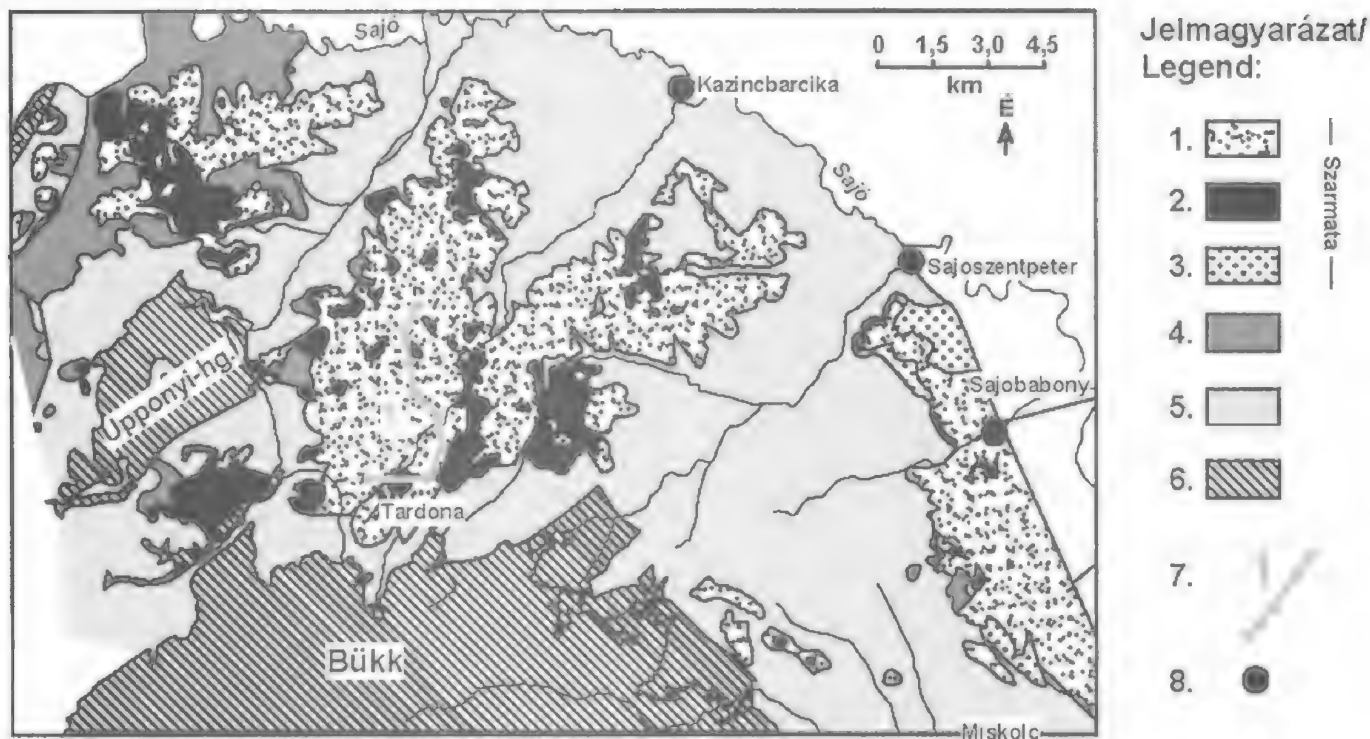 Sajó
0 1,5 3,0 4,5
km
É
Kazincbarcika
Sajó
Sajoszentpeter
Upponyi-hg
Sajobabony
Tardona
Bükk
Miskolc
Jelmagyarázat/
Legend:
1.
2.
3.
4.
5.
6.
7.
8.
— Szarmata —